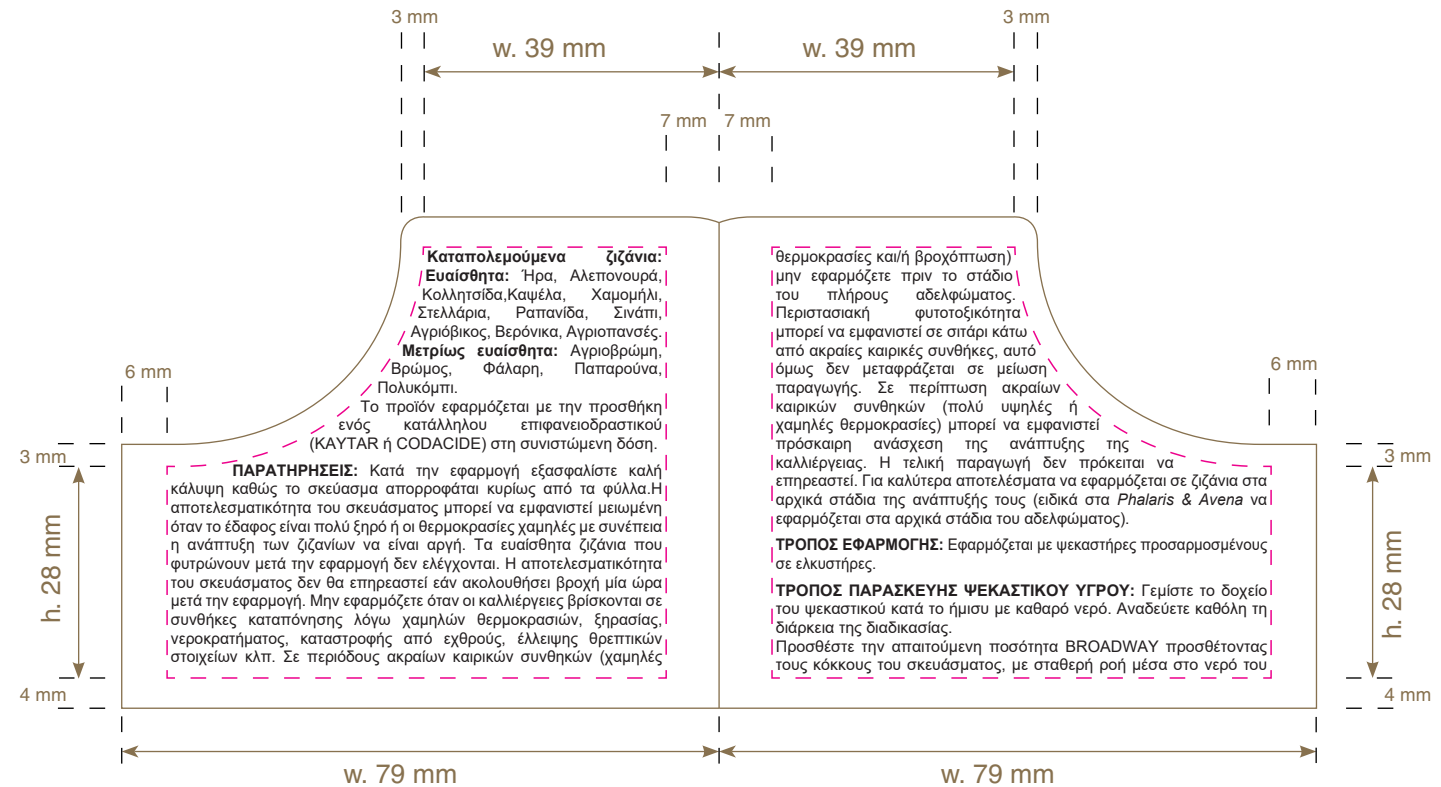 3 mm
3 mm
w. 39 mm
w. 39 mm
7 mm
7 mm
Καταπολεμούμενα ζιζάνια:
Ευαίσθητα: Ήρα, Αλεπονουρά,
Κολλητσίδα,Καψέλα, Χαμομήλι,
Στελλάρια, Ραπανίδα, Σινάπι,
Αγριόβικος, Βερόνικα, Αγριοπανσές.
Μετρίως ευαίσθητα: Αγριοβρώμη,
Βρώμος, Φάλαρη, Παπαρούνα,
Πολυκόμπι.
Το προϊόν εφαρμόζεται με την προσθήκη
ενός κατάλληλου επιφανειοδραστικού
(KAYTAR ή CODACIDE) στη συνιστώμενη δόση.
ΠΑΡΑΤΗΡΗΣΕΙΣ: Κατά την εφαρμογή εξασφαλίστε καλή
κάλυψη καθώς το σκεύασμα απορροφάται κυρίως από τα φύλλα.Η
αποτελεσματικότητα του σκευάσματος μπορεί να εμφανιστεί μειωμένη
όταν το έδαφος είναι πολύ ξηρό ή οι θερμοκρασίες χαμηλές με συνέπεια
η ανάπτυξη των ζιζανίων να είναι αργή. Τα ευαίσθητα ζιζάνια που
φυτρώνουν μετά την εφαρμογή δεν ελέγχονται. Η αποτελεσματικότητα
του σκευάσματος δεν θα επηρεαστεί εάν ακολουθήσει βροχή μία ώρα
μετά την εφαρμογή. Μην εφαρμόζετε όταν οι καλλιέργειες βρίσκονται σε
συνθήκες καταπόνησης λόγω χαμηλών θερμοκρασιών, ξηρασίας,
νεροκρατήματος, καταστροφής από εχθρούς, έλλειψης θρεπτικών
στοιχείων κλπ. Σε περιόδους ακραίων καιρικών συνθηκών (χαμηλές
θερμοκρασίες και/ή βροχόπτωση)
μην εφαρμόζετε πριν το στάδιο
του πλήρους αδελφώματος.
Περιστασιακή φυτοτοξικότητα
μπορεί να εμφανιστεί σε σιτάρι κάτω
από ακραίες καιρικές συνθήκες, αυτό
όμως δεν μεταφράζεται σε μείωση
παραγωγής. Σε περίπτωση ακραίων
καιρικών συνθηκών (πολύ υψηλές ή
χαμηλές θερμοκρασίες) μπορεί να εμφανιστεί
πρόσκαιρη ανάσχεση της ανάπτυξης της
καλλιέργειας. Η τελική παραγωγή δεν πρόκειται να
επηρεαστεί. Για καλύτερα αποτελέσματα να εφαρμόζεται σε ζιζάνια στα
αρχικά στάδια της ανάπτυξής τους (ειδικά στα Phalaris & Avena να
εφαρμόζεται στα αρχικά στάδια του αδελφώματος).
ΤΡΟΠΟΣ ΕΦΑΡΜΟΓΗΣ: Εφαρμόζεται με ψεκαστήρες προσαρμοσμένους
σε ελκυστήρες.
ΤΡΟΠΟΣ ΠΑΡΑΣΚΕΥΗΣ ΨΕΚΑΣΤΙΚΟΥ ΥΓΡΟΥ: Γεμίστε το δοχείο
του ψεκαστικού κατά το ήμισυ με καθαρό νερό. Αναδεύετε καθόλη τη
διάρκεια της διαδικασίας.
Προσθέστε την απαιτούμενη ποσότητα BROADWAY προσθέτοντας
τους κόκκους του σκευάσματος, με σταθερή ροή μέσα στο νερό του
6 mm
6 mm
3 mm
3 mm
h. 28 mm
h. 28 mm
4 mm
4 mm
w. 79 mm
w. 79 mm